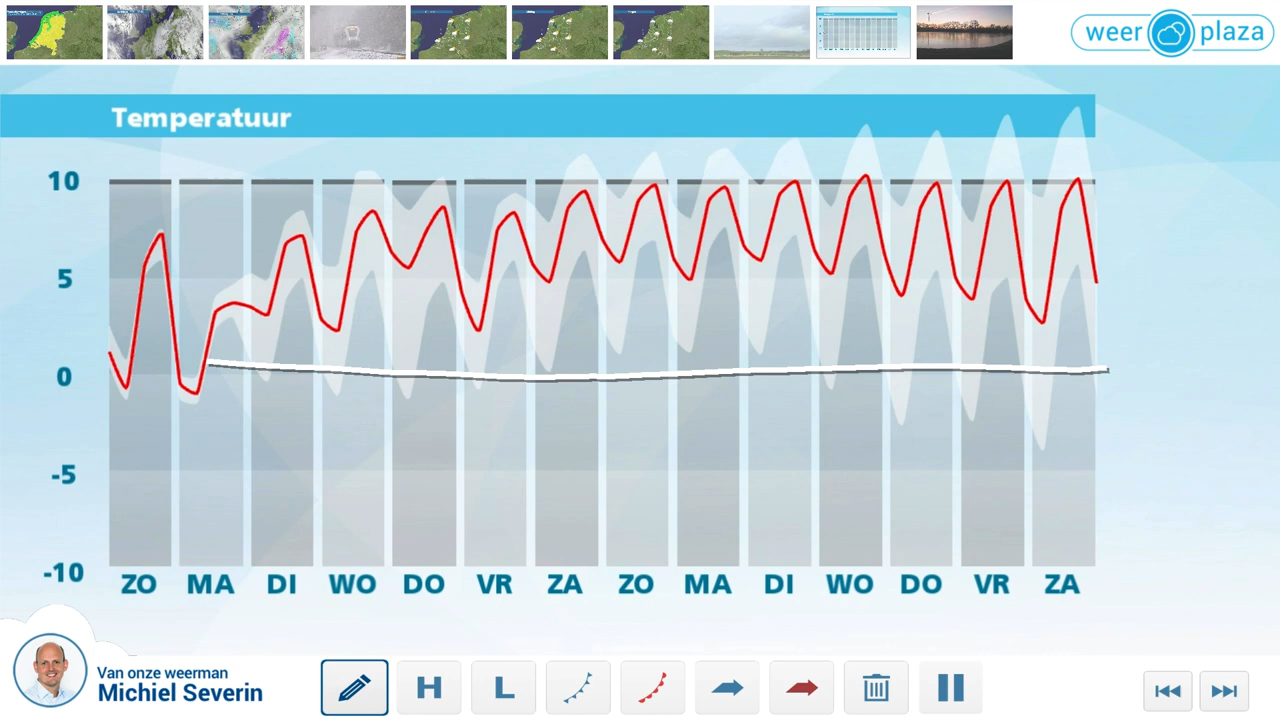 weer plaza
Temperatuur
10
5
0
-5
-10
ZO MA DI WO DO VR ZA ZO MA DI WO DO VR ZA
Van onze weerman
Michiel Severin
H L